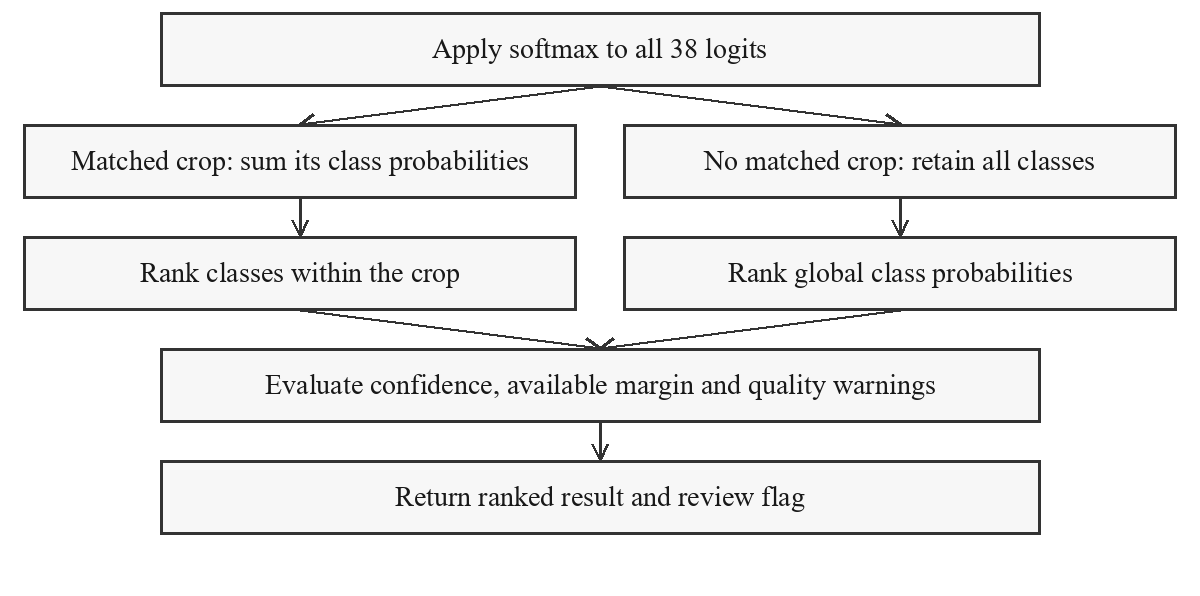 Apply softmax to all 38 logits
Matched crop: sum its class probabilities
No matched crop: retain all classes
Rank classes within the crop
Rank global class probabilities
Evaluate confidence, available margin and quality warnings
Return ranked result and review flag